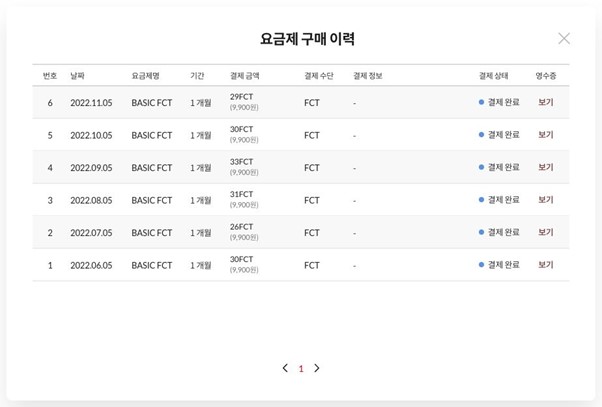 요금제 구매 이력
번호 날짜 요금제명 기간 결제 금액 결제 수단 결제 정보 결제 상태 영수증
6 2022.11.05 BASIC FCT 1 개월 29FCT (9,900원) FCT - 결제 완료 보기
5 2022.10.05 BASIC FCT 1 개월 30FCT (9,900원) FCT - 결제 완료 보기
4 2022.09.05 BASIC FCT 1 개월 33FCT (9,900원) FCT - 결제 완료 보기
3 2022.08.05 BASIC FCT 1 개월 31FCT (9,900원) FCT - 결제 완료 보기
2 2022.07.05 BASIC FCT 1 개월 26FCT (9,900원) FCT - 결제 완료 보기
1 2022.06.05 BASIC FCT 1 개월 30FCT (9,900원) FCT - 결제 완료 보기
1